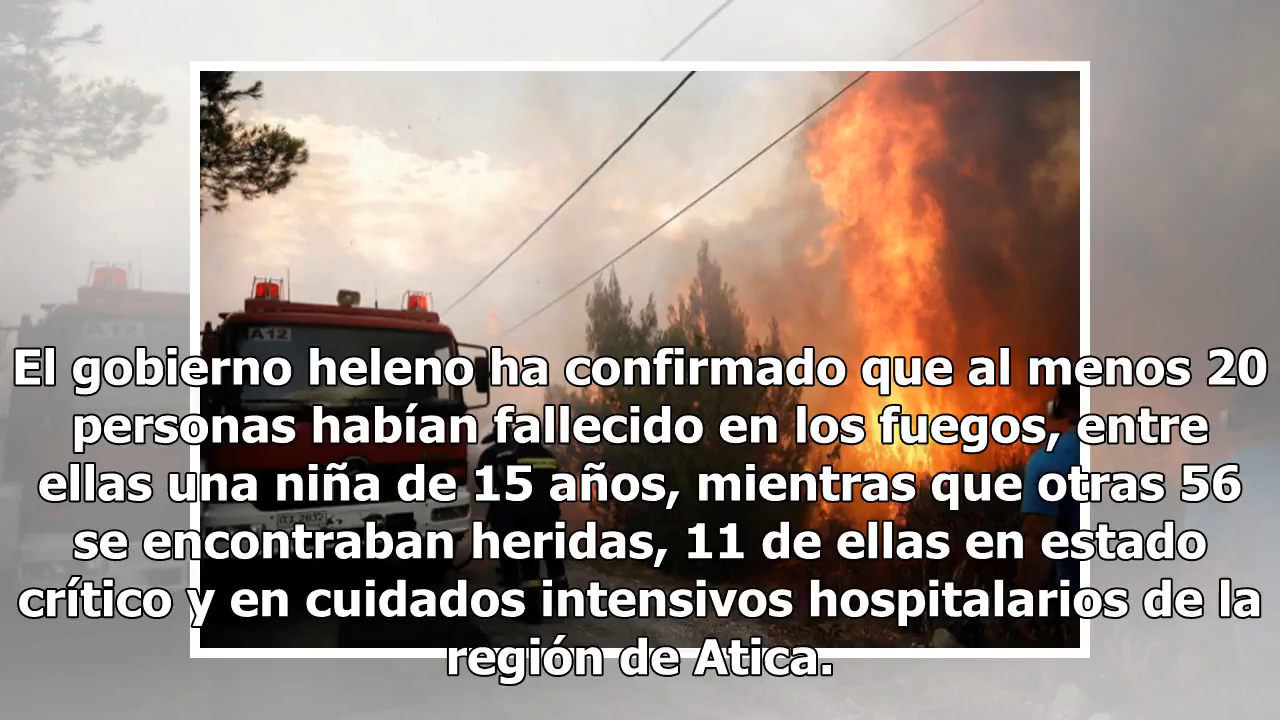 A12
El gobierno heleno ha confirmado que al menos 20
personas habían fallecido en los fuegos, entre
ellas una niña de 15 años, mientras que otras 56
se encontraban heridas, 11 de ellas en estado
crítico y en cuidados intensivos hospitalarios de la
región de Atica.